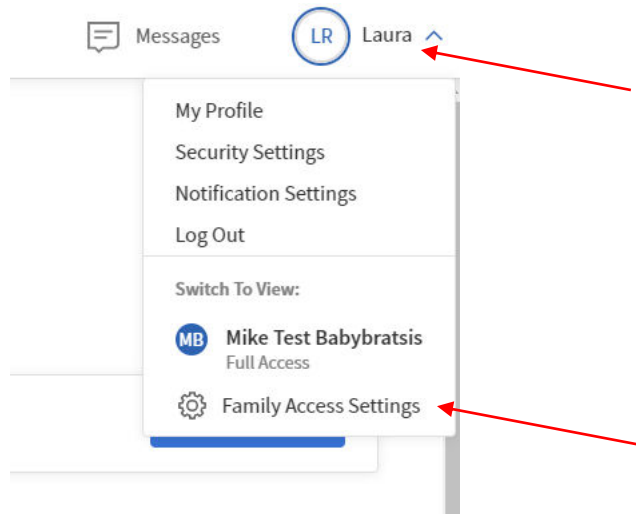 Messages
LR Laura
My Profile
Security Settings
Notification Settings
Log Out
Switch To View:
MB Mike Test Babybratsis
Full Access
Family Access Settings